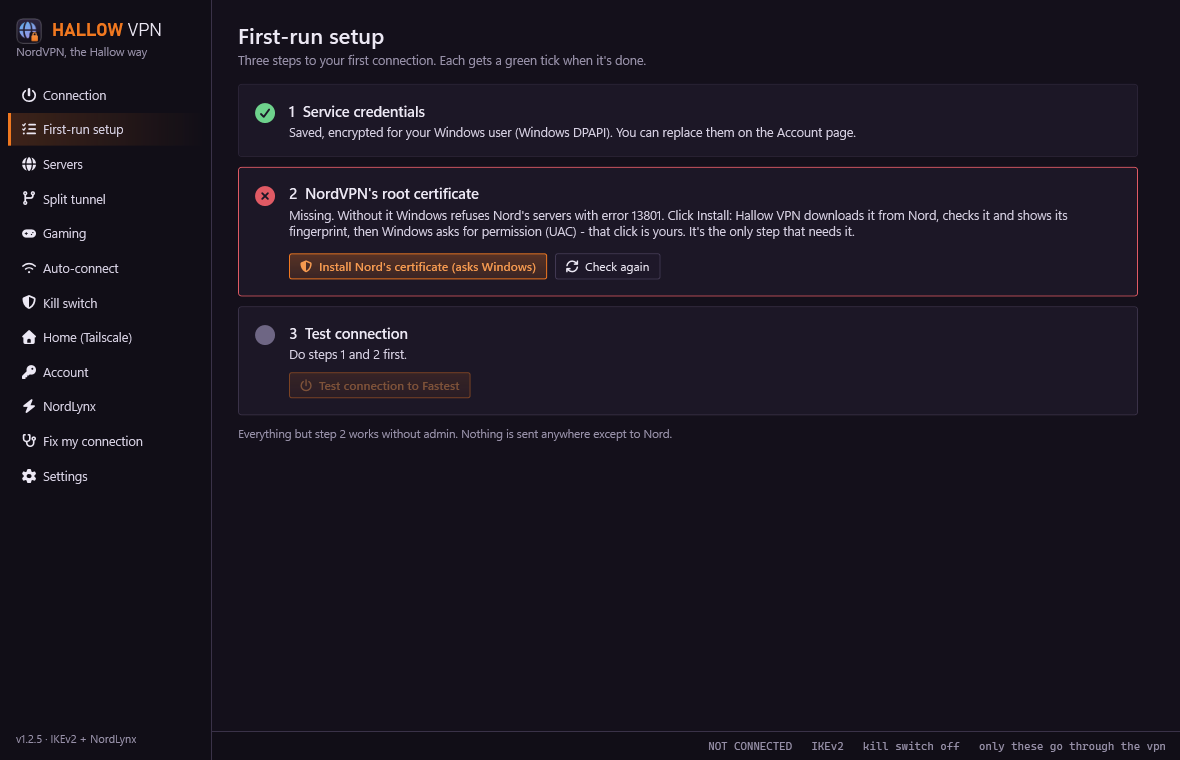 HALLOW VPN
NordVPN, the Hallow way
Connection
First-run setup
Servers
Split tunnel
Gaming
Auto-connect
Kill switch
Home (Tailscale)
Account
NordLynx
Fix my connection
Settings
v1.2.5 · IKEv2 + NordLynx
First-run setup
Three steps to your first connection. Each gets a green tick when it's done.
1 Service credentials
Saved, encrypted for your Windows user (Windows DPAPI). You can replace them on the Account page.
2 NordVPN's root certificate
Missing. Without it Windows refuses Nord's servers with error 13801. Click Install: Hallow VPN downloads it from Nord, checks it and shows its
fingerprint, then Windows asks for permission (UAC) - that click is yours. It's the only step that needs it.
Install Nord's certificate (asks Windows)
Check again
3 Test connection
Do steps 1 and 2 first.
Test connection to Fastest
Everything but step 2 works without admin. Nothing is sent anywhere except to Nord.
NOT CONNECTED IKEv2 kill switch off only these go through the vpn